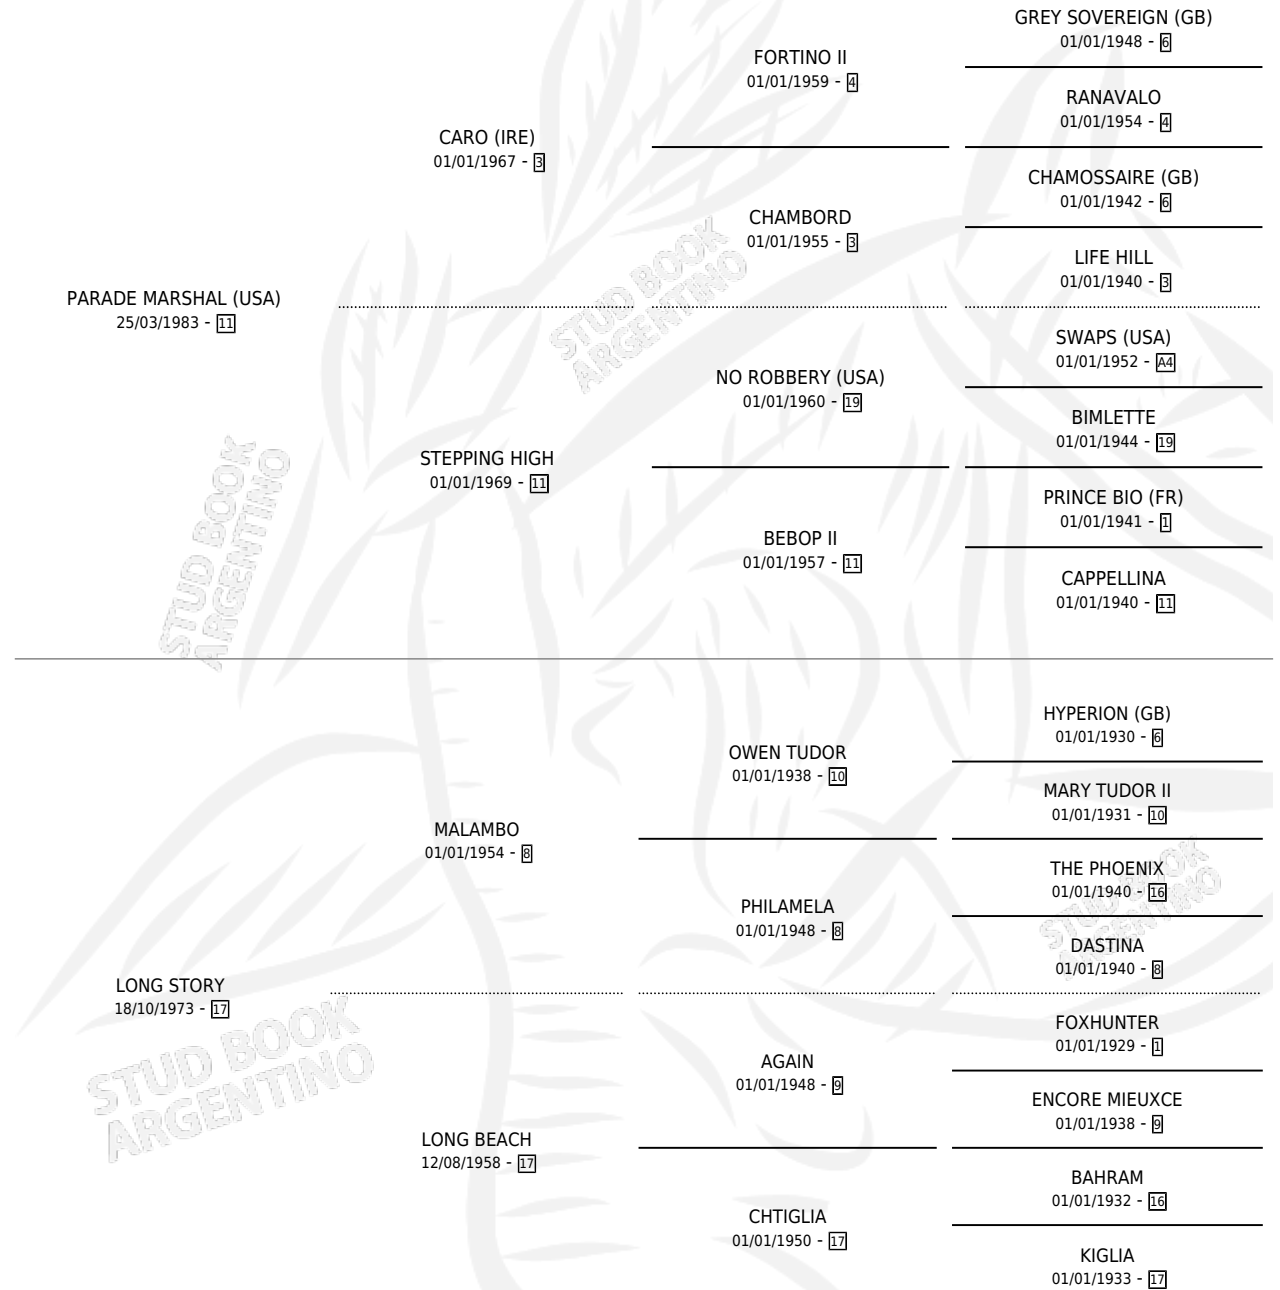 GREY SOVEREIGN (GB)
01/01/1948 - 6
FORTINO II
01/01/1959 - 4
RANAVALO
01/01/1954 - 4
CARO (IRE)
01/01/1967 - 3
CHAMOSSAIRE (GB)
01/01/1942 - 6
CHAMBORD
01/01/1955 - 3
LIFE HILL
01/01/1940 - 3
PARADE MARSHAL (USA)
25/03/1983 - 11
SWAPS (USA)
01/01/1952 - A4
NO ROBBERY (USA)
01/01/1960 - 19
BIMLETTE
01/01/1944 - 19
STEPPING HIGH
01/01/1969 - 11
PRINCE BIO (FR)
01/01/1941 - 1
BEBOP II
01/01/1957 - 11
CAPPELLINA
01/01/1940 - 11
HYPERION (GB)
01/01/1930 - 6
OWEN TUDOR
01/01/1938 - 10
MARY TUDOR II
01/01/1931 - 10
MALAMBO
01/01/1954 - 8
THE PHOENIX
01/01/1940 - 16
PHILAMELA
01/01/1948 - 8
DASTINA
01/01/1940 - 8
LONG STORY
18/10/1973 - 17
FOXHUNTER
01/01/1929 - 1
AGAIN
01/01/1948 - 9
ENCORE MIEUXCE
01/01/1938 - 9
LONG BEACH
12/08/1958 - 17
BAHRAM
01/01/1932 - 16
CHTIGLIA
01/01/1950 - 17
KIGLIA
01/01/1933 - 17
STUD BOOK
ARGENTINO
STUD BOOK
ARGENTINO
STUD BOOK
ARGENTINO
STUD BOOK
ARGENTINO